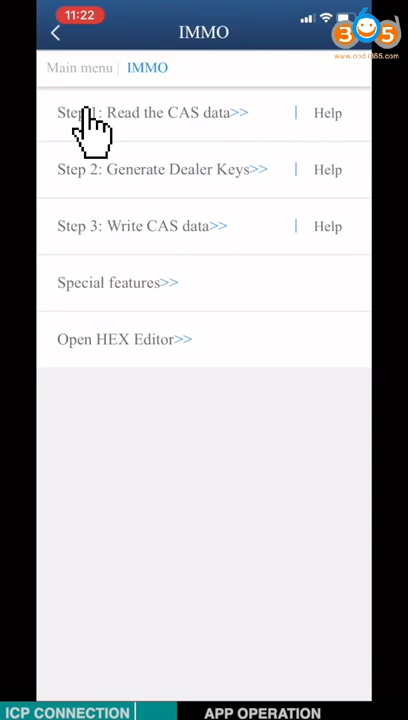 11:22
IMMO
365
www.obdii365.com
Main menu | IMMO
Step 1: Read the CAS data>> | Help
Step 2: Generate Dealer Keys>> | Help
Step 3: Write CAS data>> | Help
Special features>>
Open HEX Editor>>
ICP CONNECTION APP OPERATION